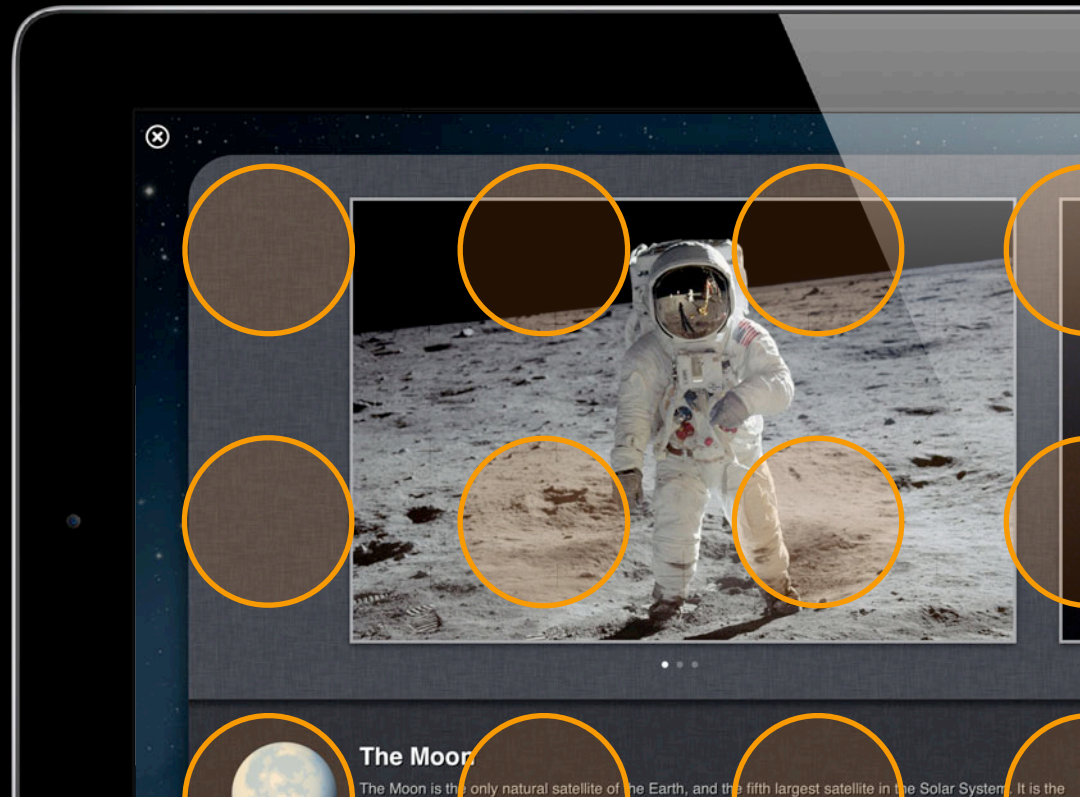 The Moon
The Moon is the only natural satellite of the Earth, and the fifth largest satellite in the Solar System. It is the